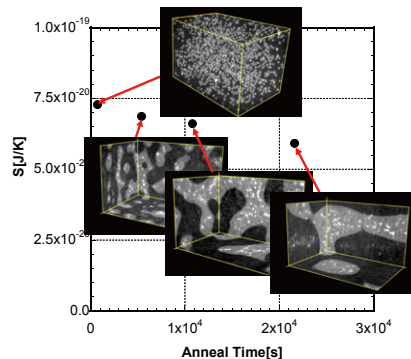 1.0x10⁻¹⁹
7.5x10⁻²⁰
5.0x10⁻²
2.5x10⁻²⁰
0.0
S[J/K]
0 1x10⁴ 2x10⁴ 3x10⁴
Anneal Time[s]